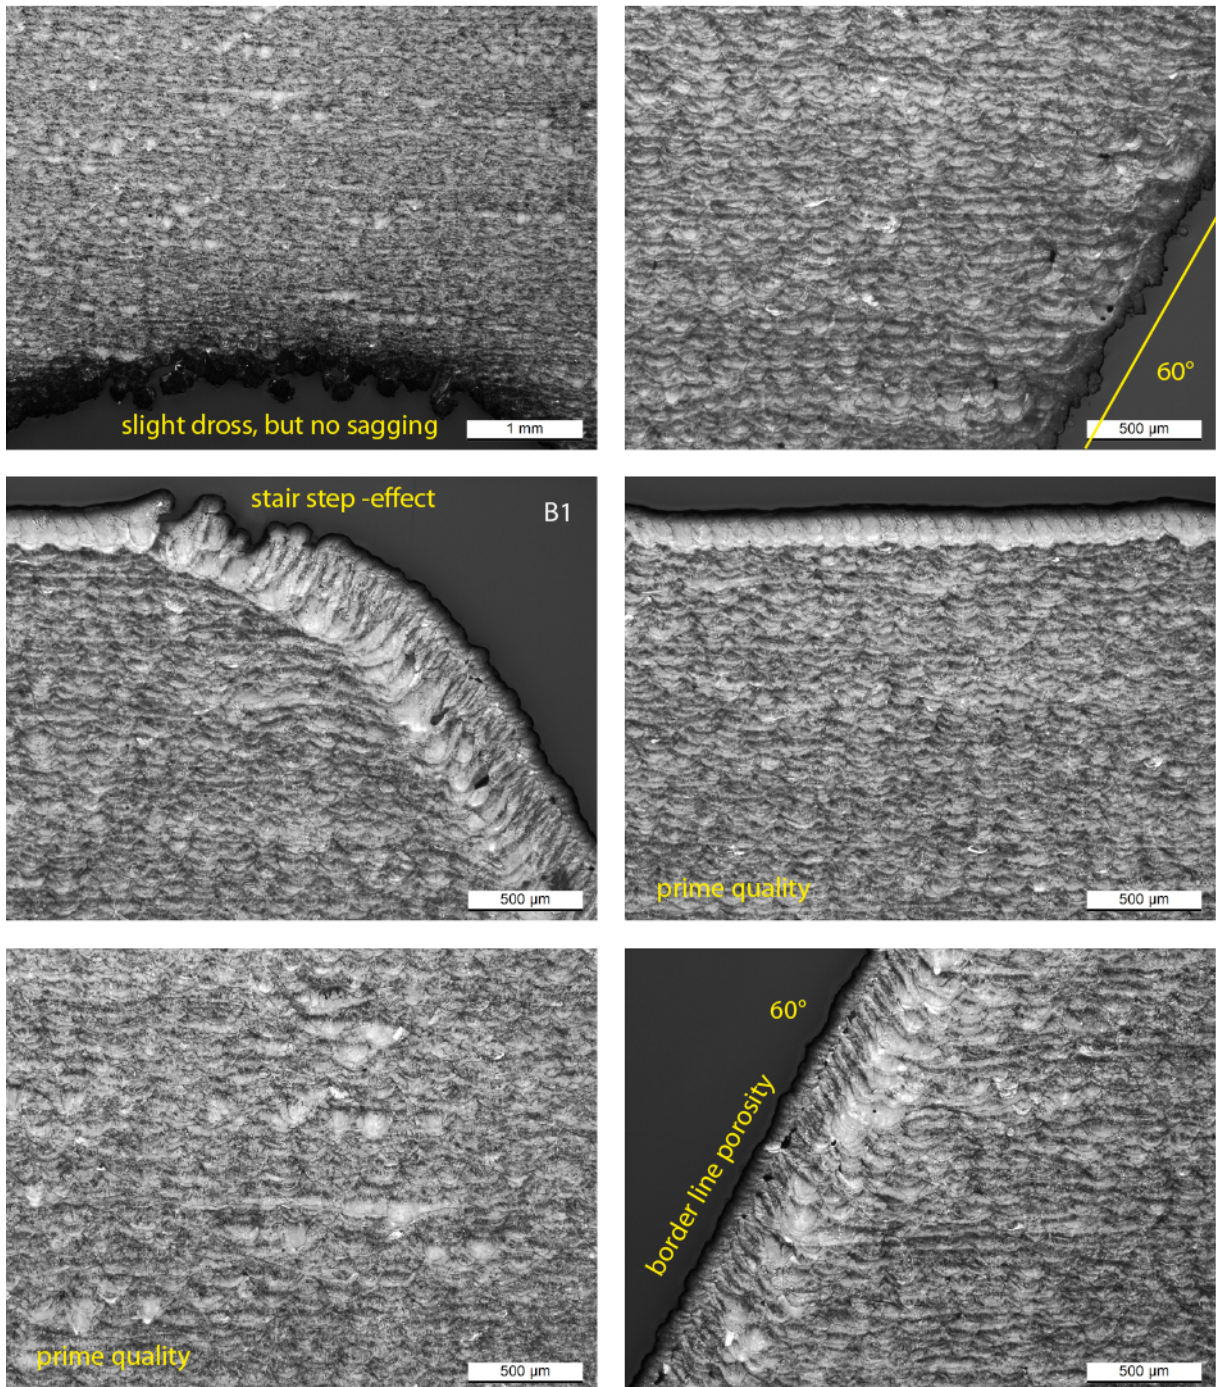 slight dross, but no sagging
1 mm
60°
500 µm
stair step -effect
B1
500 µm
prime quality
500 µm
prime quality
500 µm
60°
border line porosity
500 µm